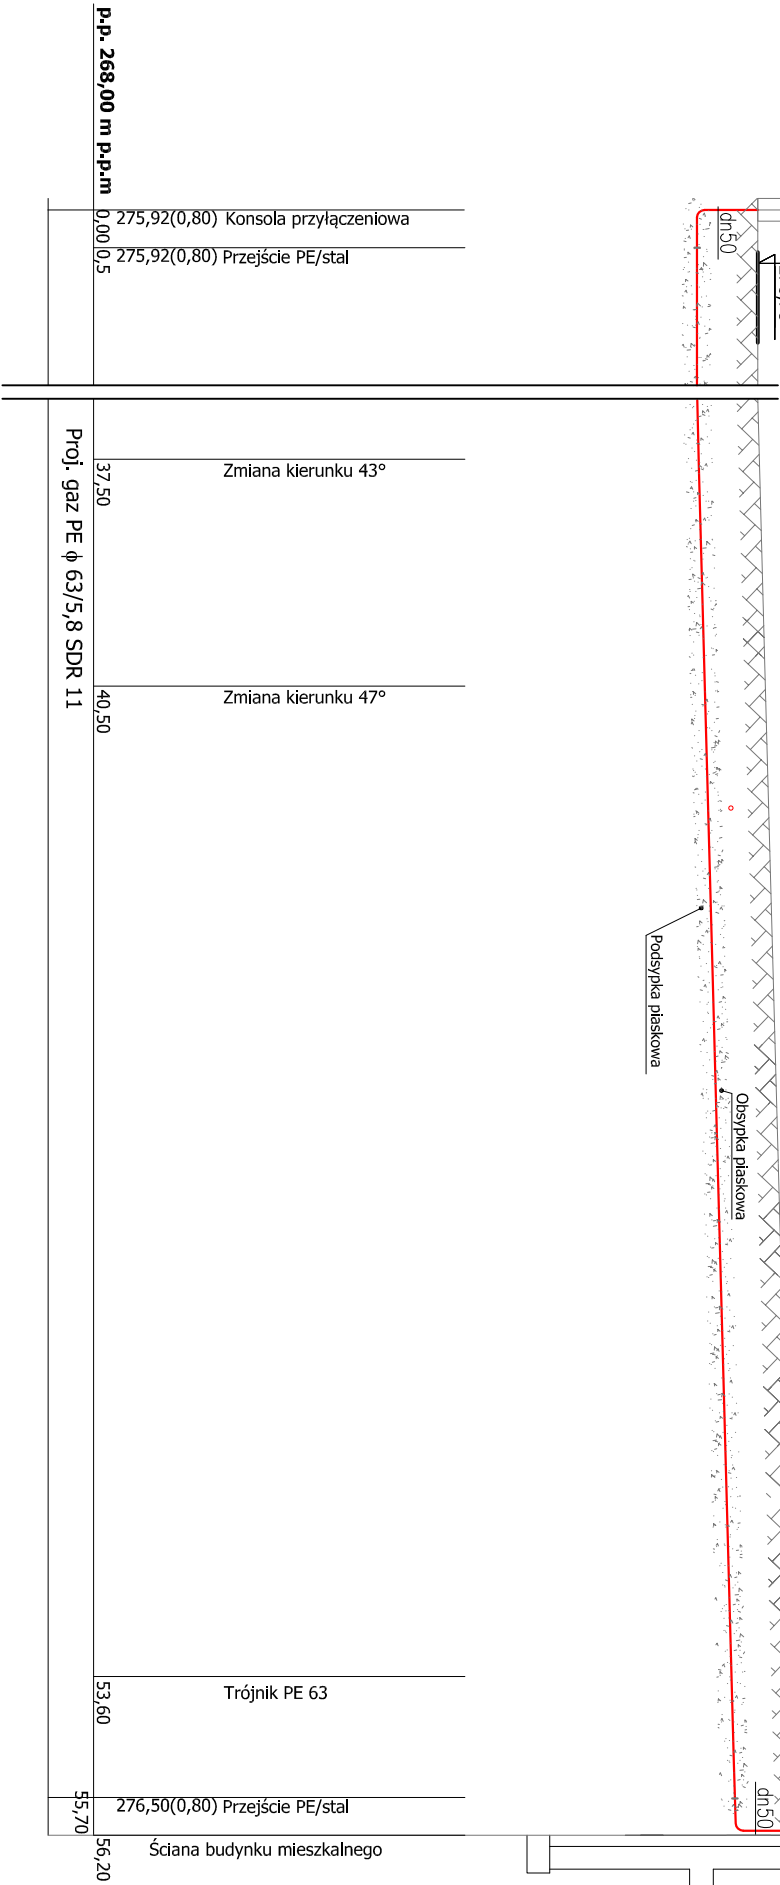 p.p. 268,00 m p.p.m
0,00
275,92(0,80) Konsola przyłączeniowa
0,5
275,92(0,80) Przejście PE/stal
dn50
37,50
Zmiana kierunku 43°
Proj. gaz PE ϕ 63/5,8 SDR 11
40,50
Zmiana kierunku 47°
Podsypka piaskowa
Obsypka piaskowa
53,60
Trójnik PE 63
55,70
276,50(0,80) Przejście PE/stal
dn50
56,20
Ściana budynku mieszkalnego